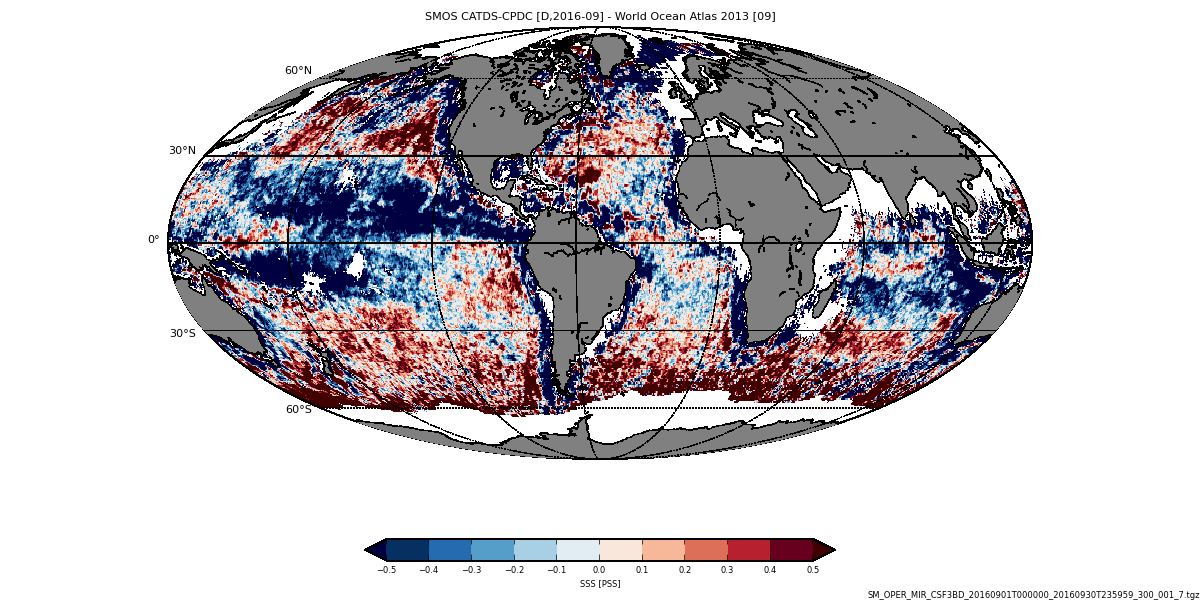 SMOS CATDS-CPDC [D,2016-09] - World Ocean Atlas 2013 [09]
60°N
30°N
0°
30°S
60°S
−0.5 −0.4 −0.3 −0.2 −0.1 0.0 0.1 0.2 0.3 0.4 0.5
SSS [PSS]
SM_OPER_MIR_CSF3BD_20160901T000000_20160930T235959_300_001_7.tgz